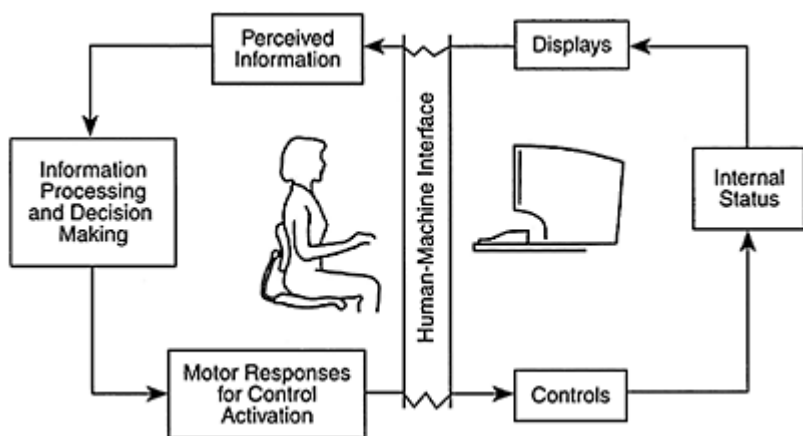 Perceived
Information
Displays
Information
Processing
and Decision
Making
Human-Machine Interface
Internal
Status
Motor Responses
for Control
Activation
Controls